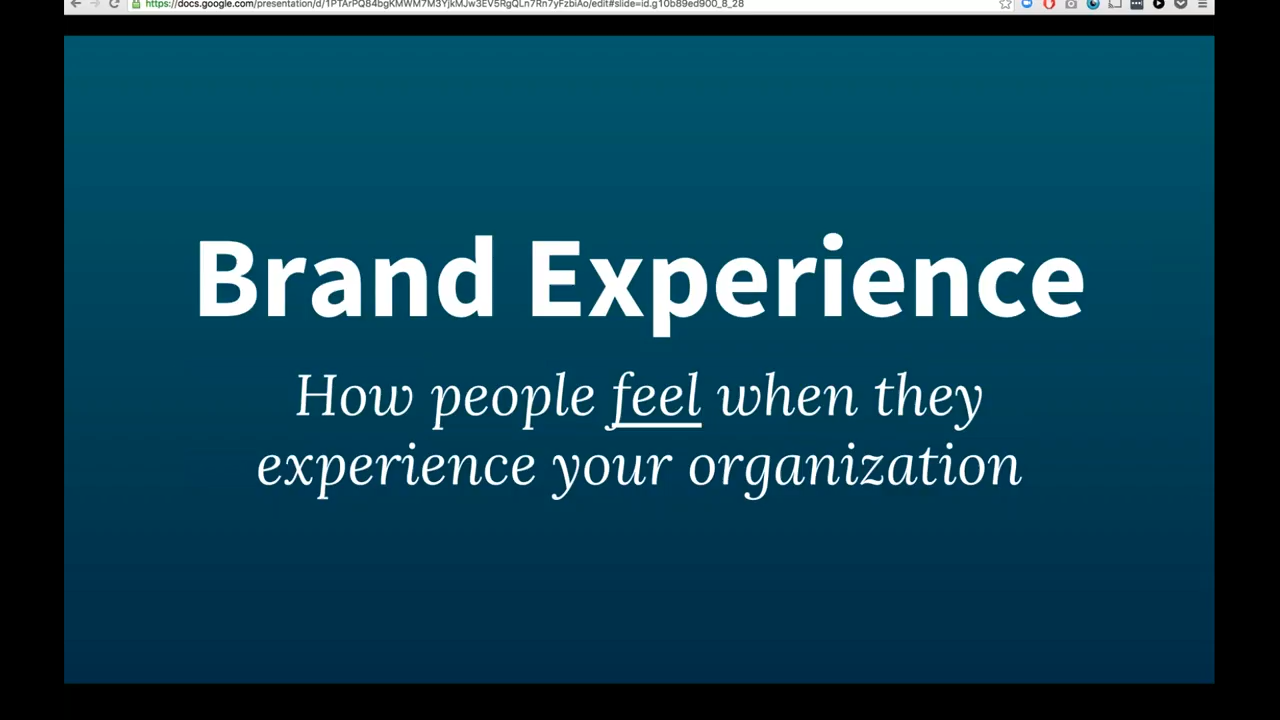 https://docs.google.com/presentation/d/1PTArPQ84bgKMWM7M3YjkMJw3EV5RgQLn7Rn7yFzbiAo/edit#slide=id.g10b89ed900_8_28
Brand Experience
How people feel when they
experience your organization